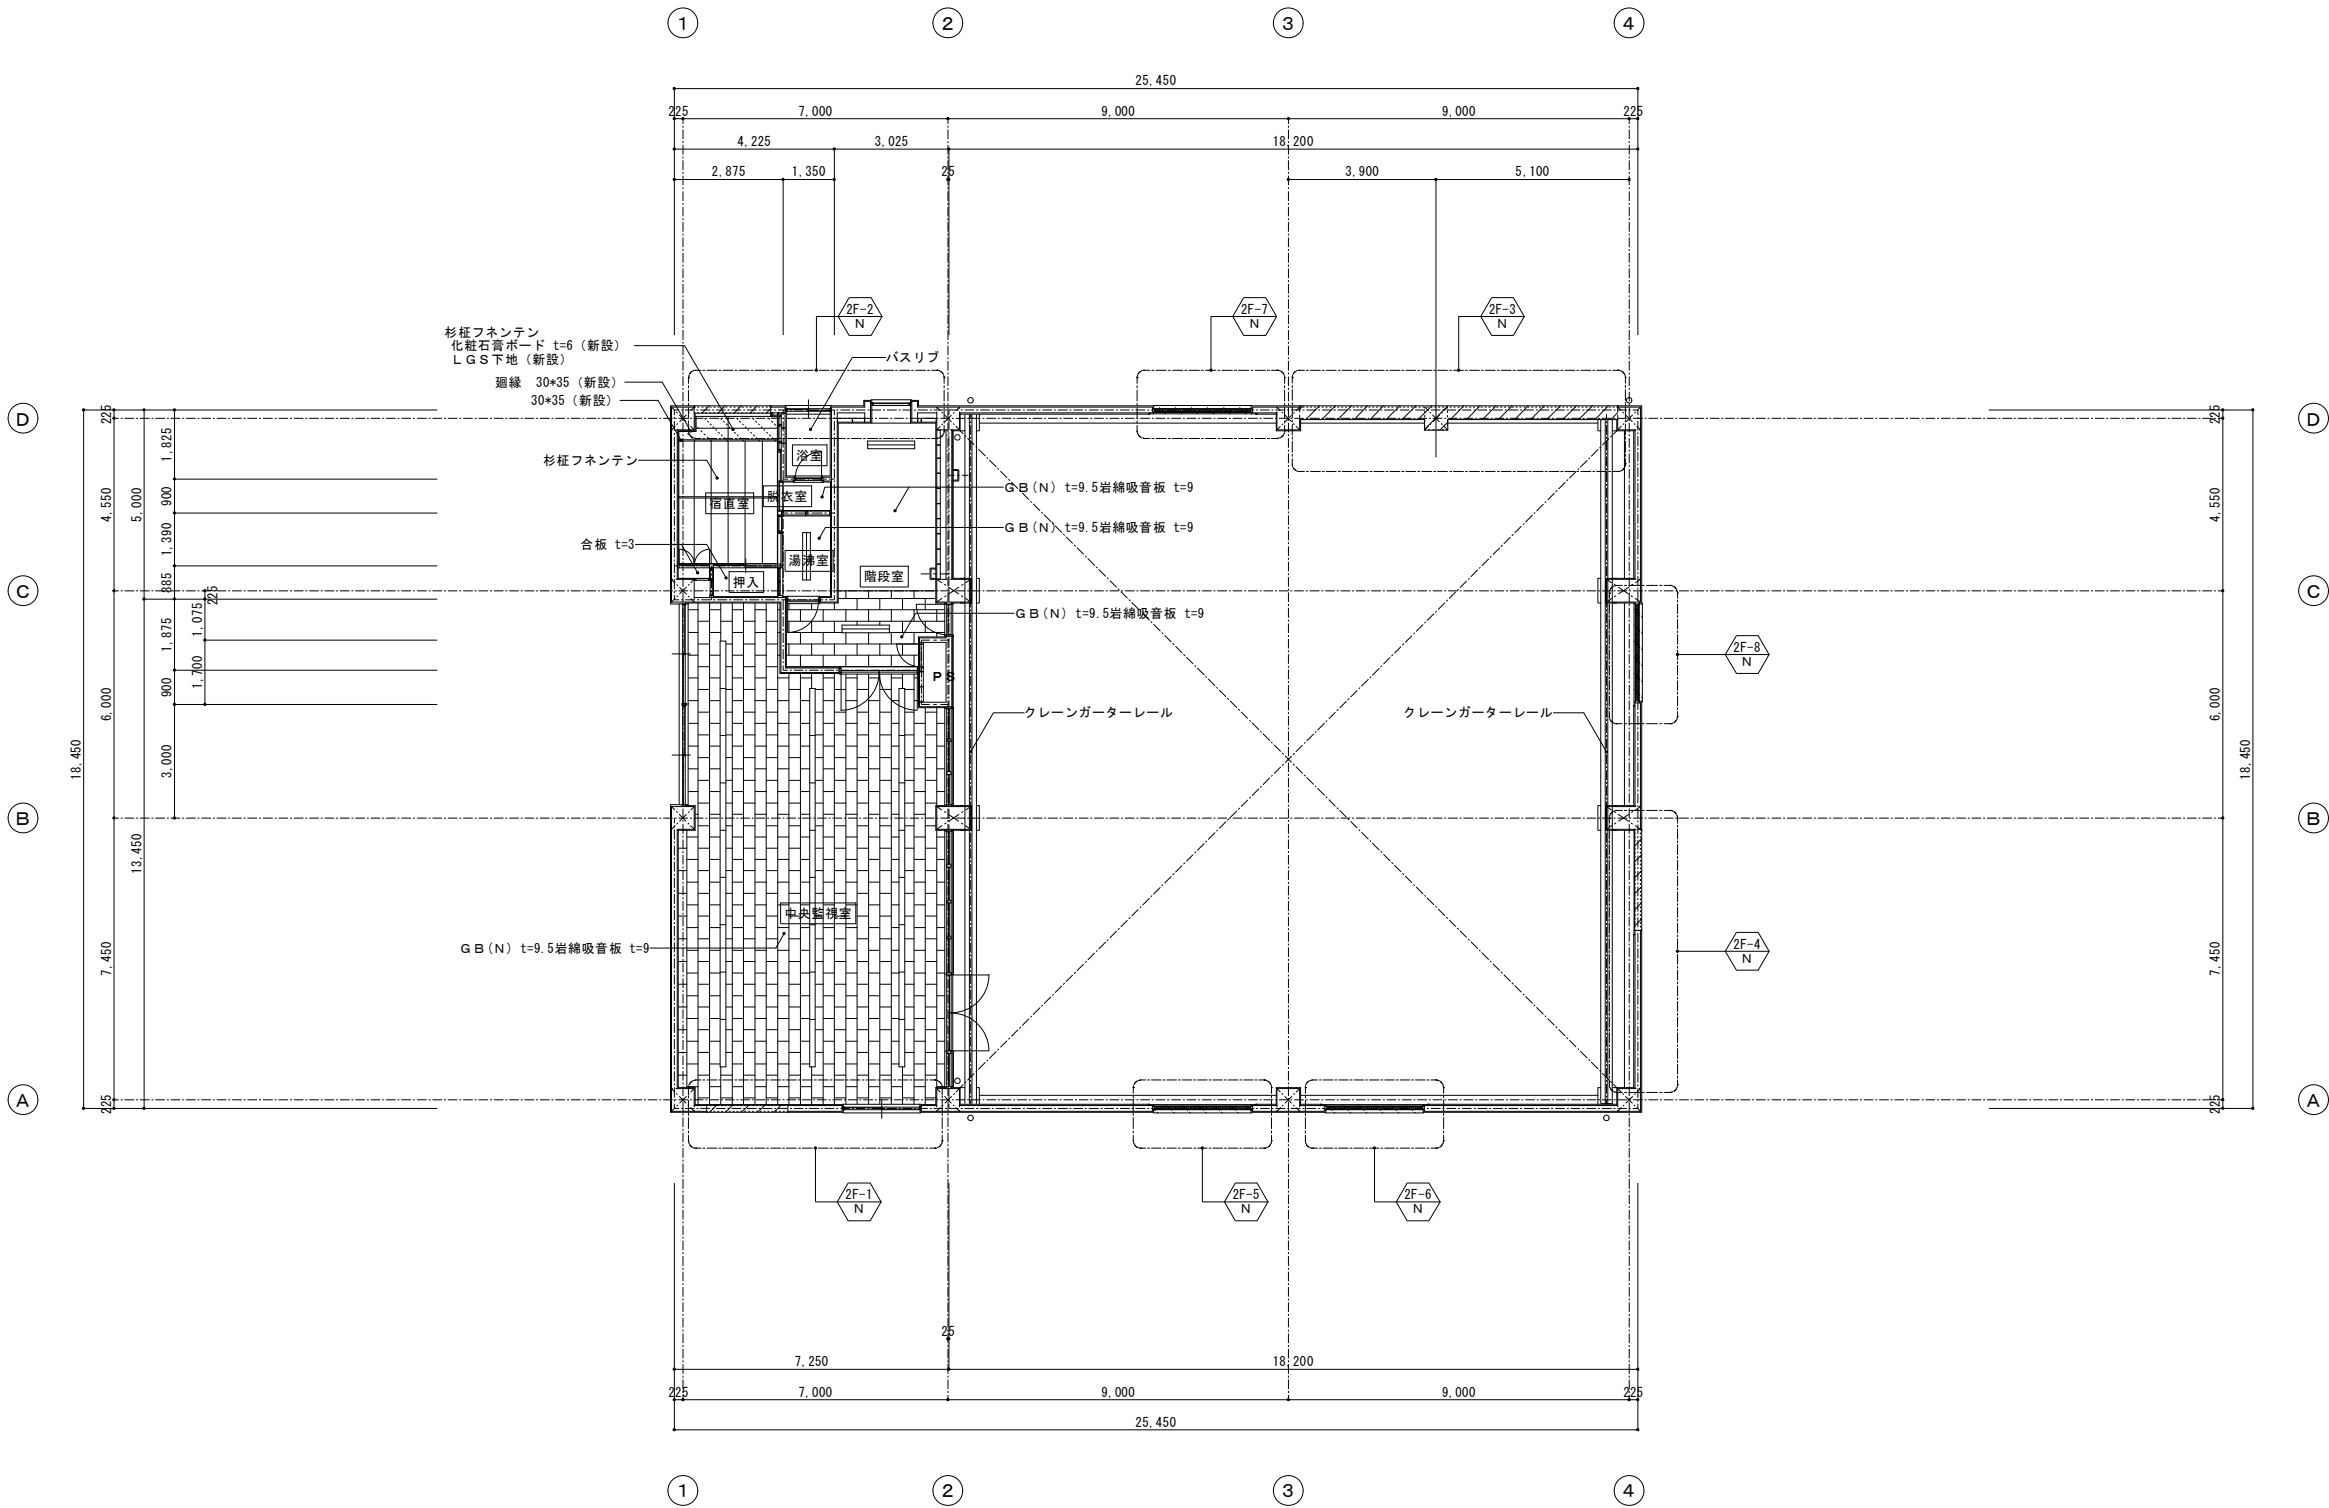 1 2 3 4
25,450
225 7,000 9,000 9,000 225
4,225 3,025 18,200
2,875 1,350 25 3,900 5,100
2F-2
N
2F-7
N
2F-3
N
杉柾フネンテン
化粧石膏ボード t=6（新設）
ＬＧＳ下地（新設）
バスリブ
廻縁 30*35（新設）
30*35（新設）
D
D
225
225
1,825
浴室
杉柾フネンテン
脱衣室
宿直室
GB(N) t=9.5岩綿吸音板 t=9
4,550
5,000
900
4,550
1,390
GB(N) t=9.5岩綿吸音板 t=9
合板 t=3
湯沸室
押入
階段室
C
C
885
225
1,075
1,875
GB(N) t=9.5岩綿吸音板 t=9
2F-8
N
PS
1,700
900
6,000
6,000
クレーンガーターレール
クレーンガーターレール
18,450
3,000
18,450
B
B
13,450
中央監視室
GB(N) t=9.5岩綿吸音板 t=9
2F-4
N
7,450
7,450
A
A
225
225
2F-1
N
2F-5
N
2F-6
N
25
7,250 18,200
225 7,000 9,000 9,000 225
25,450
1 2 3 4